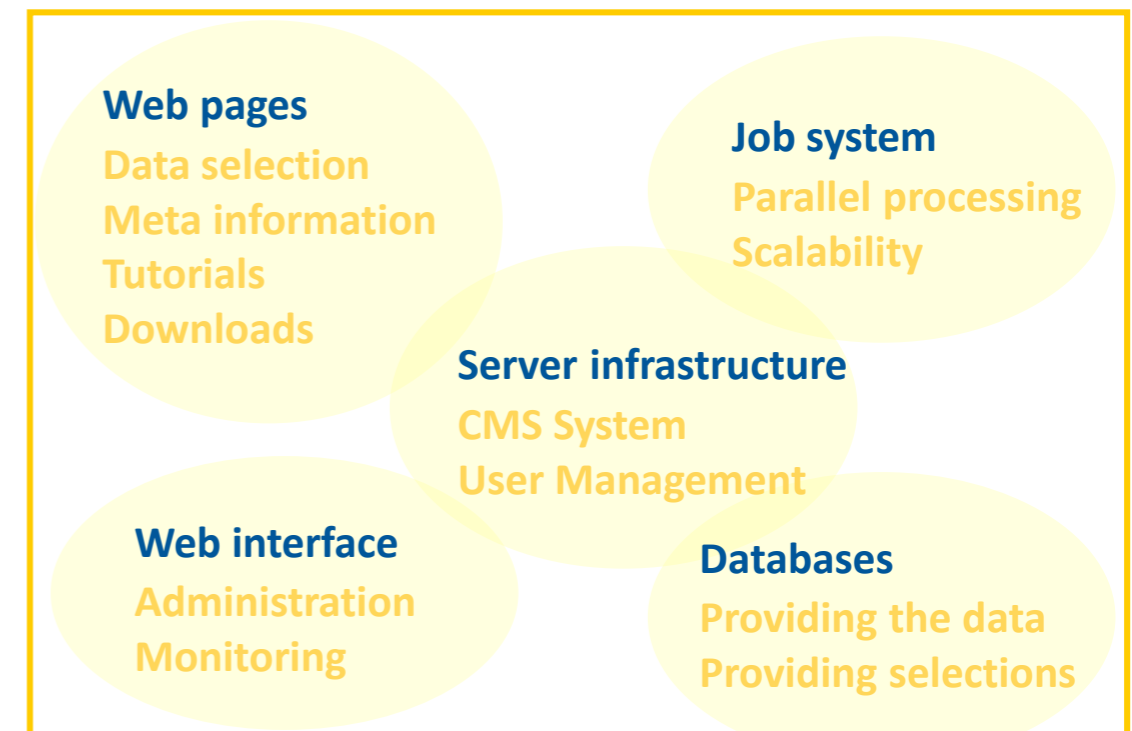 Web pages
Data selection
Meta information
Tutorials
Downloads
Job system
Parallel processing
Scalability
Server infrastructure
CMS System
User Management
Web interface
Administration
Monitoring
Databases
Providing the data
Providing selections